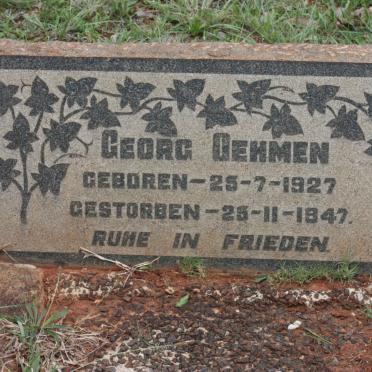 GEORG OEHMEN
GEBOREN-25-7-1927
GESTORBEN-25-11-1947.
RUHE IN FRIEDEN.